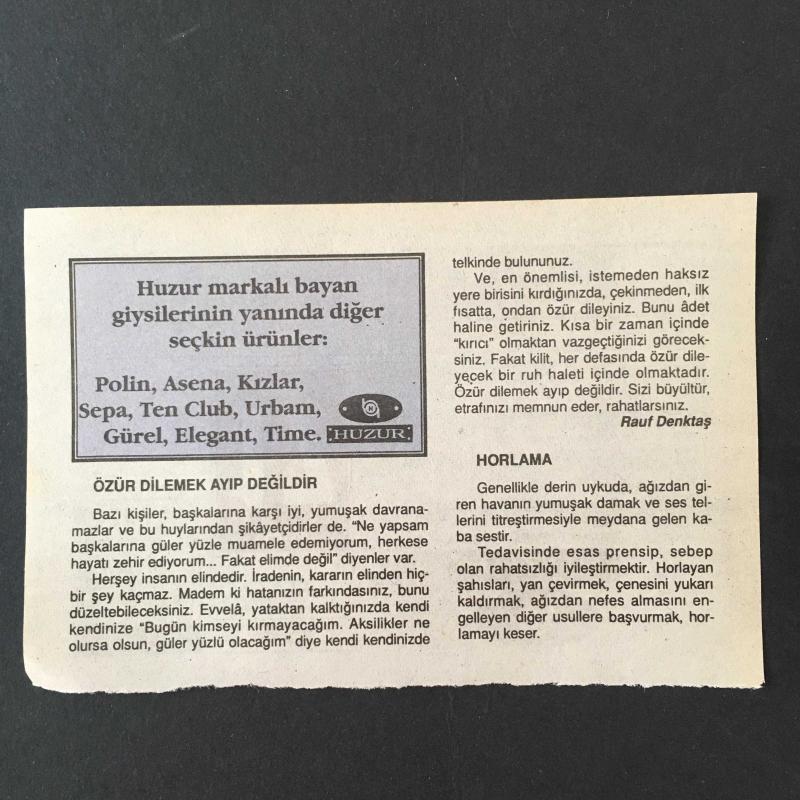 Huzur markalı bayan
giysilerinin yanında diğer
seçkin ürünler:
Polin, Asena, Kızlar,
Sepa, Ten Club, Urbam,
Gürel, Elegant, Time.
HUZUR
ÖZÜR DİLEMEK AYIP DEĞİLDİR
Bazı kişiler, başkalarına karşı iyi, yumuşak davrana-
mazlar ve bu huylarından şikâyetçidirler de. “Ne yapsam
başkalarına güler yüzle muamele edemiyorum, herkese
hayatı zehir ediyorum... Fakat elimde değil” diyenler var.
Herşey insanın elindedir. İradenin, kararın elinden hiç-
bir şey kaçmaz. Madem ki hatanızın farkındasınız, bunu
düzeltebileceksiniz. Evvelâ, yataktan kalktığınızda kendi
kendinize “Bugün kimseyi kırmayacağım. Aksilikler ne
olursa olsun, güler yüzlü olacağım” diye kendi kendinizde
telkinde bulununuz.
Ve, en önemlisi, istemeden haksız
yere birisini kırdığınızda, çekinmeden, ilk
fısatta, ondan özür dileyiniz. Bunu âdet
haline getiriniz. Kısa bir zaman içinde
“kırıcı” olmaktan vazgeçtiğinizi görecek-
siniz. Fakat kilit, her defasında özür dile-
yecek bir ruh haleti içinde olmaktadır.
Özür dilemek ayıp değildir. Sizi büyültür,
etrafınızı memnun eder, rahatlarsınız.
Rauf Denktaş
HORLAMA
Genellikle derin uykuda, ağızdan gi-
ren havanın yumuşak damak ve ses tel-
lerini titreştirmesiyle meydana gelen ka-
ba sestir.
Tedavisinde esas prensip, sebep
olan rahatsızlığı iyileştirmektir. Horlayan
şahısları, yan çevirmek, çenesini yukarı
kaldırmak, ağızdan nefes almasını en-
gelleyen diğer usullere başvurmak, hor-
lamayı keser.